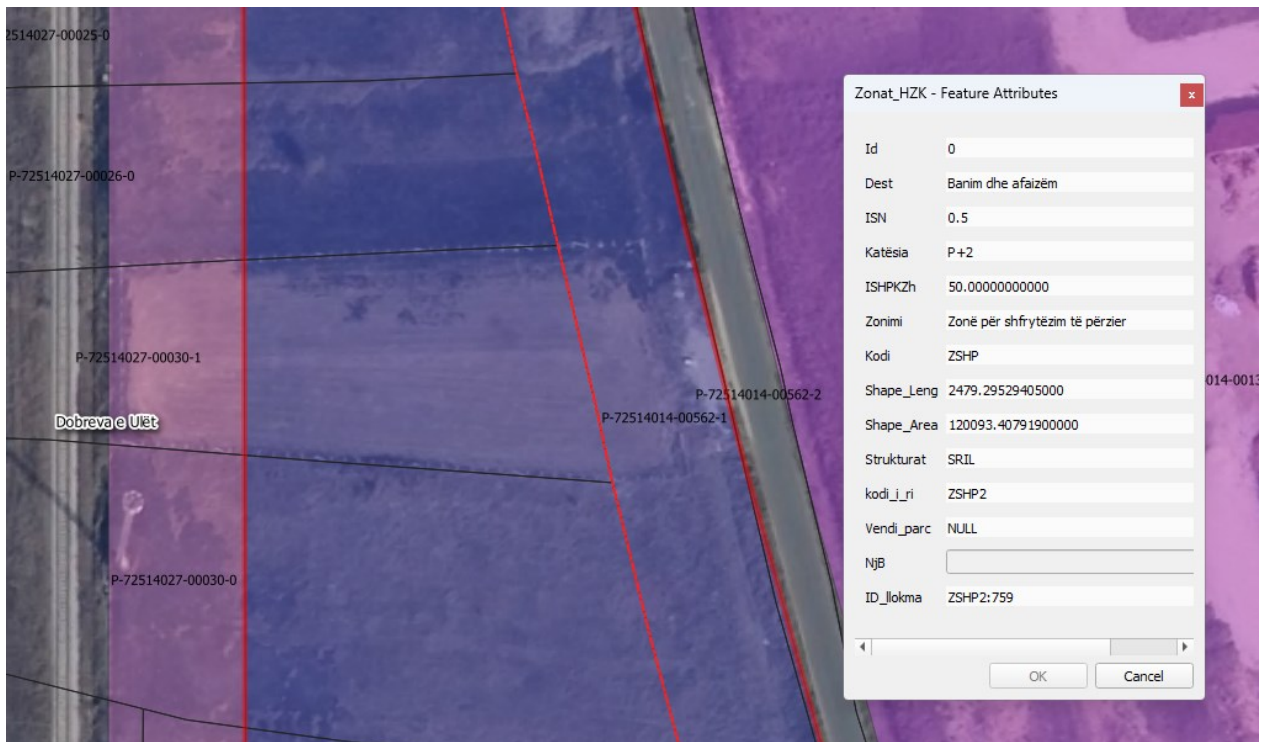 2514027-00025-0
P-72514027-00026-0
P-72514027-00030-1
Dobreva e Ulët
P-72514027-00030-0
P-72514014-00562-2
P-72514014-00562-1
014-0013
Zonat_HZK - Feature Attributes
x
Id 0
Dest Banim dhe afaizëm
ISN 0.5
Katësia P+2
ISHPKZh 50.00000000000
Zonimi Zonë për shfrytëzim të përzier
Kodi ZSHP
Shape_Leng 2479.29529405000
Shape_Area 120093.40791900000
Strukturat SRIL
kodi_i_ri ZSHP2
Vendi_parc NULL
NjB
ID_llokma ZSHP2:759
OK Cancel